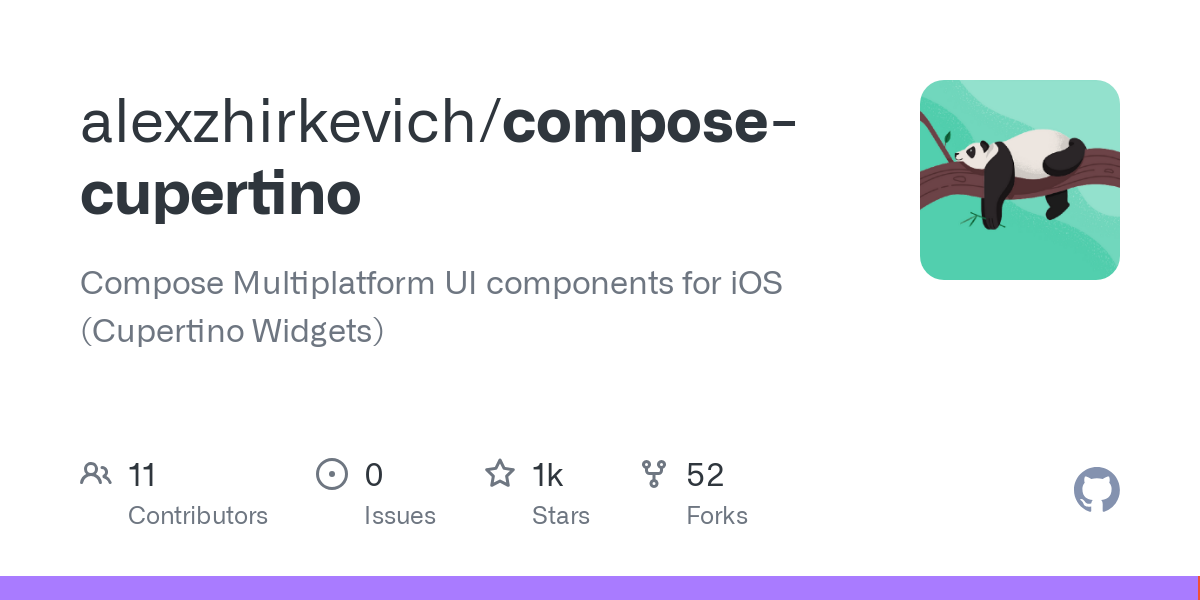 alexzhirkevich/compose-
cupertino
Compose Multiplatform UI components for iOS
(Cupertino Widgets)
11 0 1k 52
Contributors Issues Stars Forks